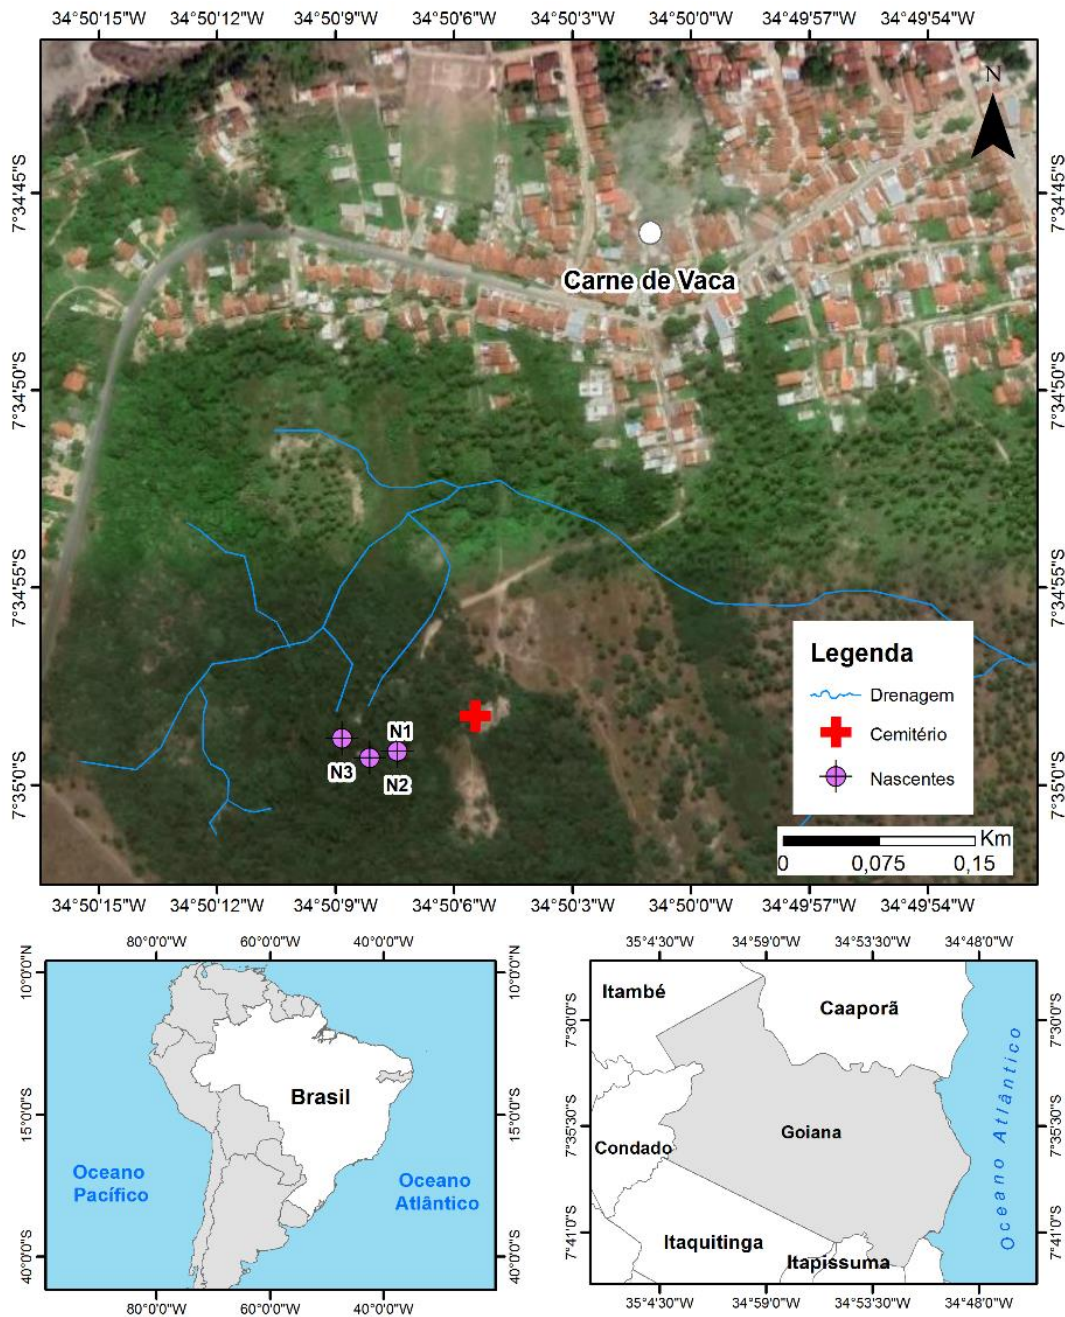 34°50'15"W 34°50'12"W 34°50'9"W 34°50'6"W 34°50'3"W 34°50'0"W 34°49'57"W 34°49'54"W
N
7°34'45"S
7°34'45"S
Carne de Vaca
7°34'50"S
7°34'50"S
7°34'55"S
7°34'55"S
Legenda
Drenagem
Cemitério
Nascentes
N1
N3
N2
7°35'0"S
7°35'0"S
Km
0 0,075 0,15
34°50'15"W 34°50'12"W 34°50'9"W 34°50'6"W 34°50'3"W 34°50'0"W 34°49'57"W 34°49'54"W
80°0'0"W 60°0'0"W 40°0'0"W
10°0'0"N
10°0'0"N
Brasil
15°0'0"S
15°0'0"S
Oceano
Pacífico
Oceano
Atlântico
40°0'0"S
40°0'0"S
80°0'0"W 60°0'0"W 40°0'0"W
35°4'30"W 34°59'0"W 34°53'30"W 34°48'0"W
Itambé
Caaporã
7°30'0"S
7°30'0"S
Oceano Atlântico
Goiana
Condado
7°35'30"S
7°35'30"S
Itaquitinga
Itapissuma
7°41'0"S
7°41'0"S
35°4'30"W 34°59'0"W 34°53'30"W 34°48'0"W